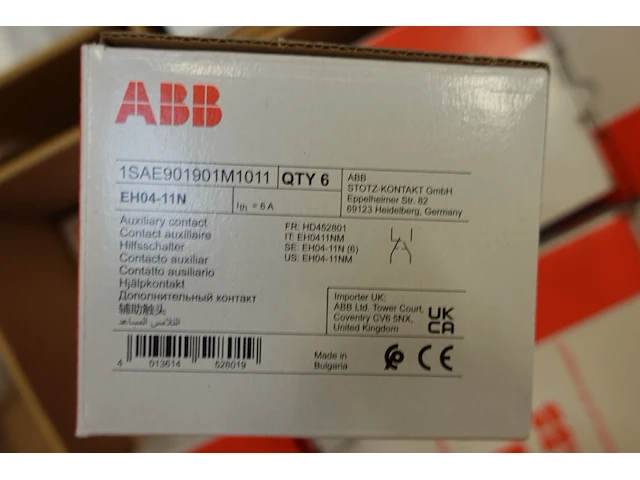 ABB
1SAE901901M1011
QTY 6
ABB
STOTZ-KONTAKT GmbH
Eppelheimer Str. 82
69123 Heidelberg, Germany
EH04-11N
Ith = 6 A
Auxiliary contact
Contact auxiliaire
Hilfsschalter
Contacto auxiliar
Contatto ausiliario
Hjälpkontakt
Дополнительный контакт
辅助触头
التلامس المساعد
FR: HD452801
IT: EH0411NM
SE: EH04-11N (6)
US: EH04-11NM
Importer UK:
ABB Ltd. Tower Court,
Coventry CV6 5NX,
United Kingdom
UK
CA
4 013614 528019
Made in
Bulgaria
CE